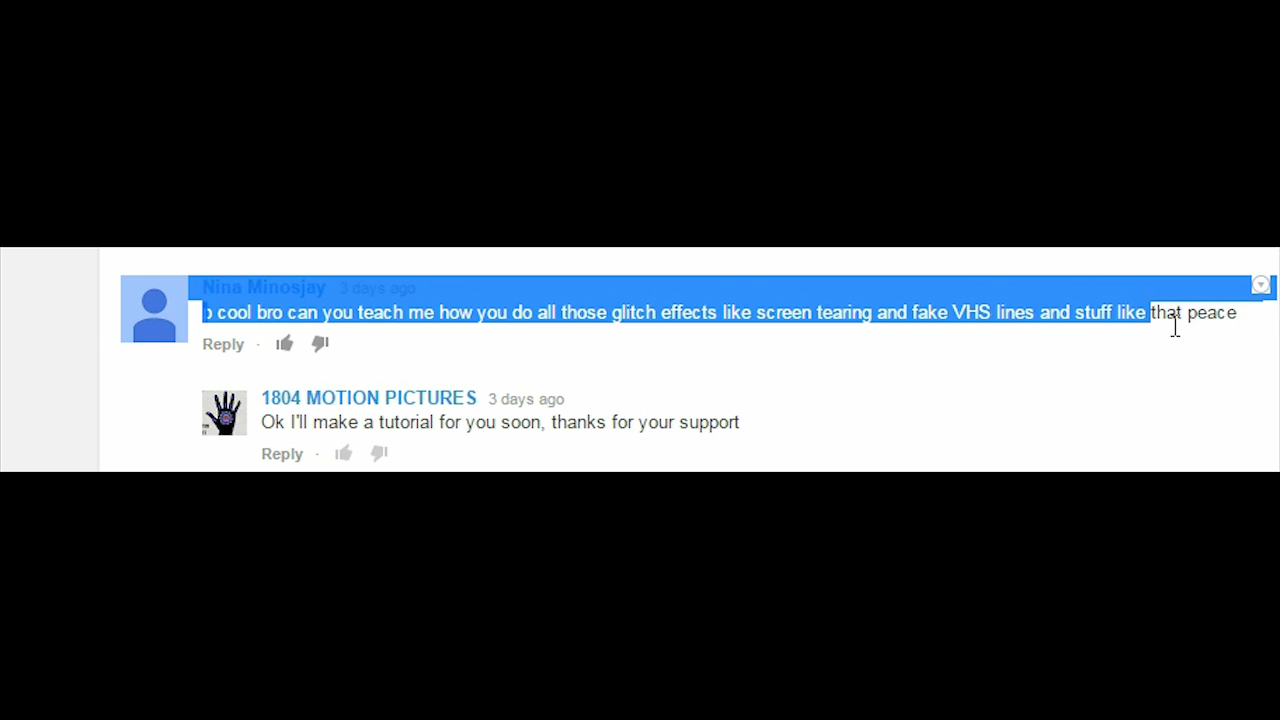 Nina Minosjay 3 days ago
cool bro can you teach me how you do all those glitch effects like screen tearing and fake VHS lines and stuff like that peace
Reply ·
1804 MOTION PICTURES 3 days ago
Ok I'll make a tutorial for you soon, thanks for your support
Reply ·